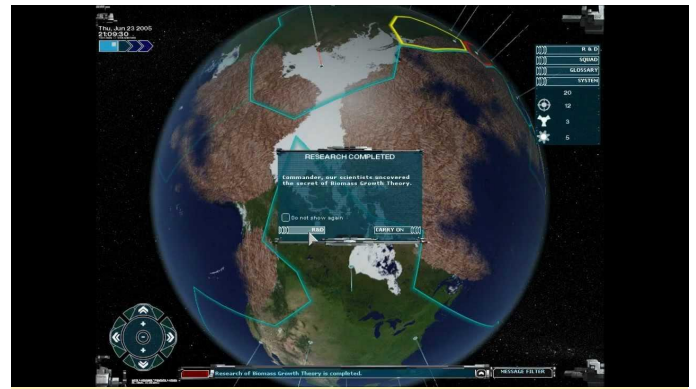 Thu, Jun 23 2005
21:09:30
R & D
SQUAD
GLOSSARY
SYSTEM
20
12
3
5
RESEARCH COMPLETED
Commander, our scientists uncovered
the secret of Biomass Growth Theory.
Do not show again
R&D
CARRY ON
Research of Biomass Growth Theory is completed.
MESSAGE FILTER